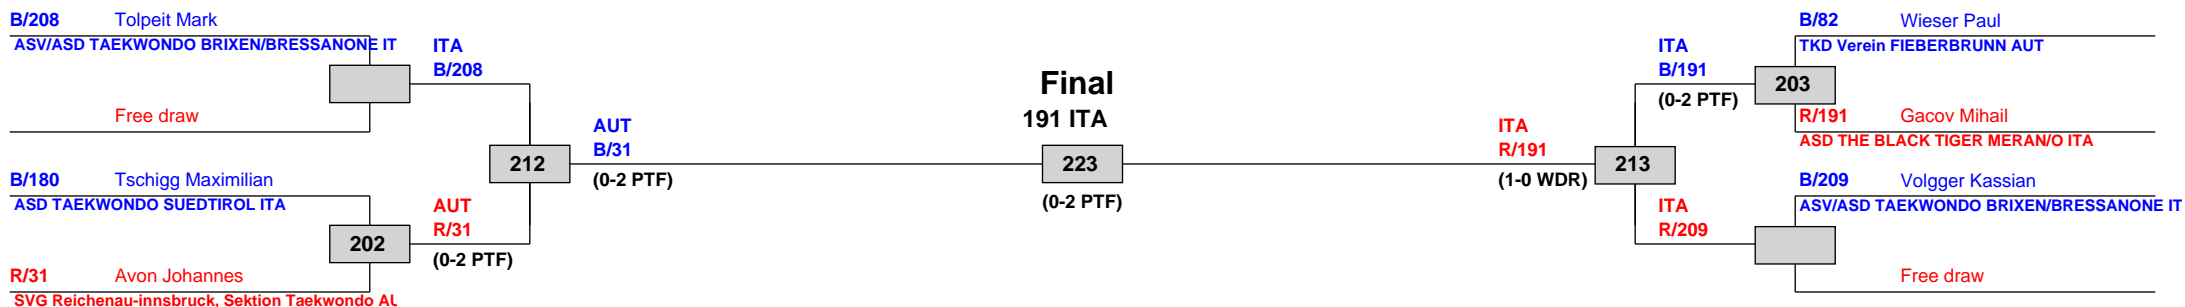 B/208 Tolpeit Mark
ASV/ASD TAEKWONDO BRIXEN/BRESSANONE IT
Free draw
ITA
B/208
B/180 Tschigg Maximilian
ASD TAEKWONDO SUEDTIROL ITA
202
R/31 Avon Johannes
SVG Reichenau-innsbruck, Sektion Taekwondo AU
AUT
R/31
(0-2 PTF)
212
AUT
B/31
(0-2 PTF)
Final
191 ITA
223
(0-2 PTF)
ITA
R/191
(1-0 WDR)
213
ITA
B/191
(0-2 PTF)
203
B/82 Wieser Paul
TKD Verein FIEBERBRUNN AUT
R/191 Gacov Mihail
ASD THE BLACK TIGER MERAN/O ITA
ITA
R/209
B/209 Volgger Kassian
ASV/ASD TAEKWONDO BRIXEN/BRESSANONE IT
Free draw